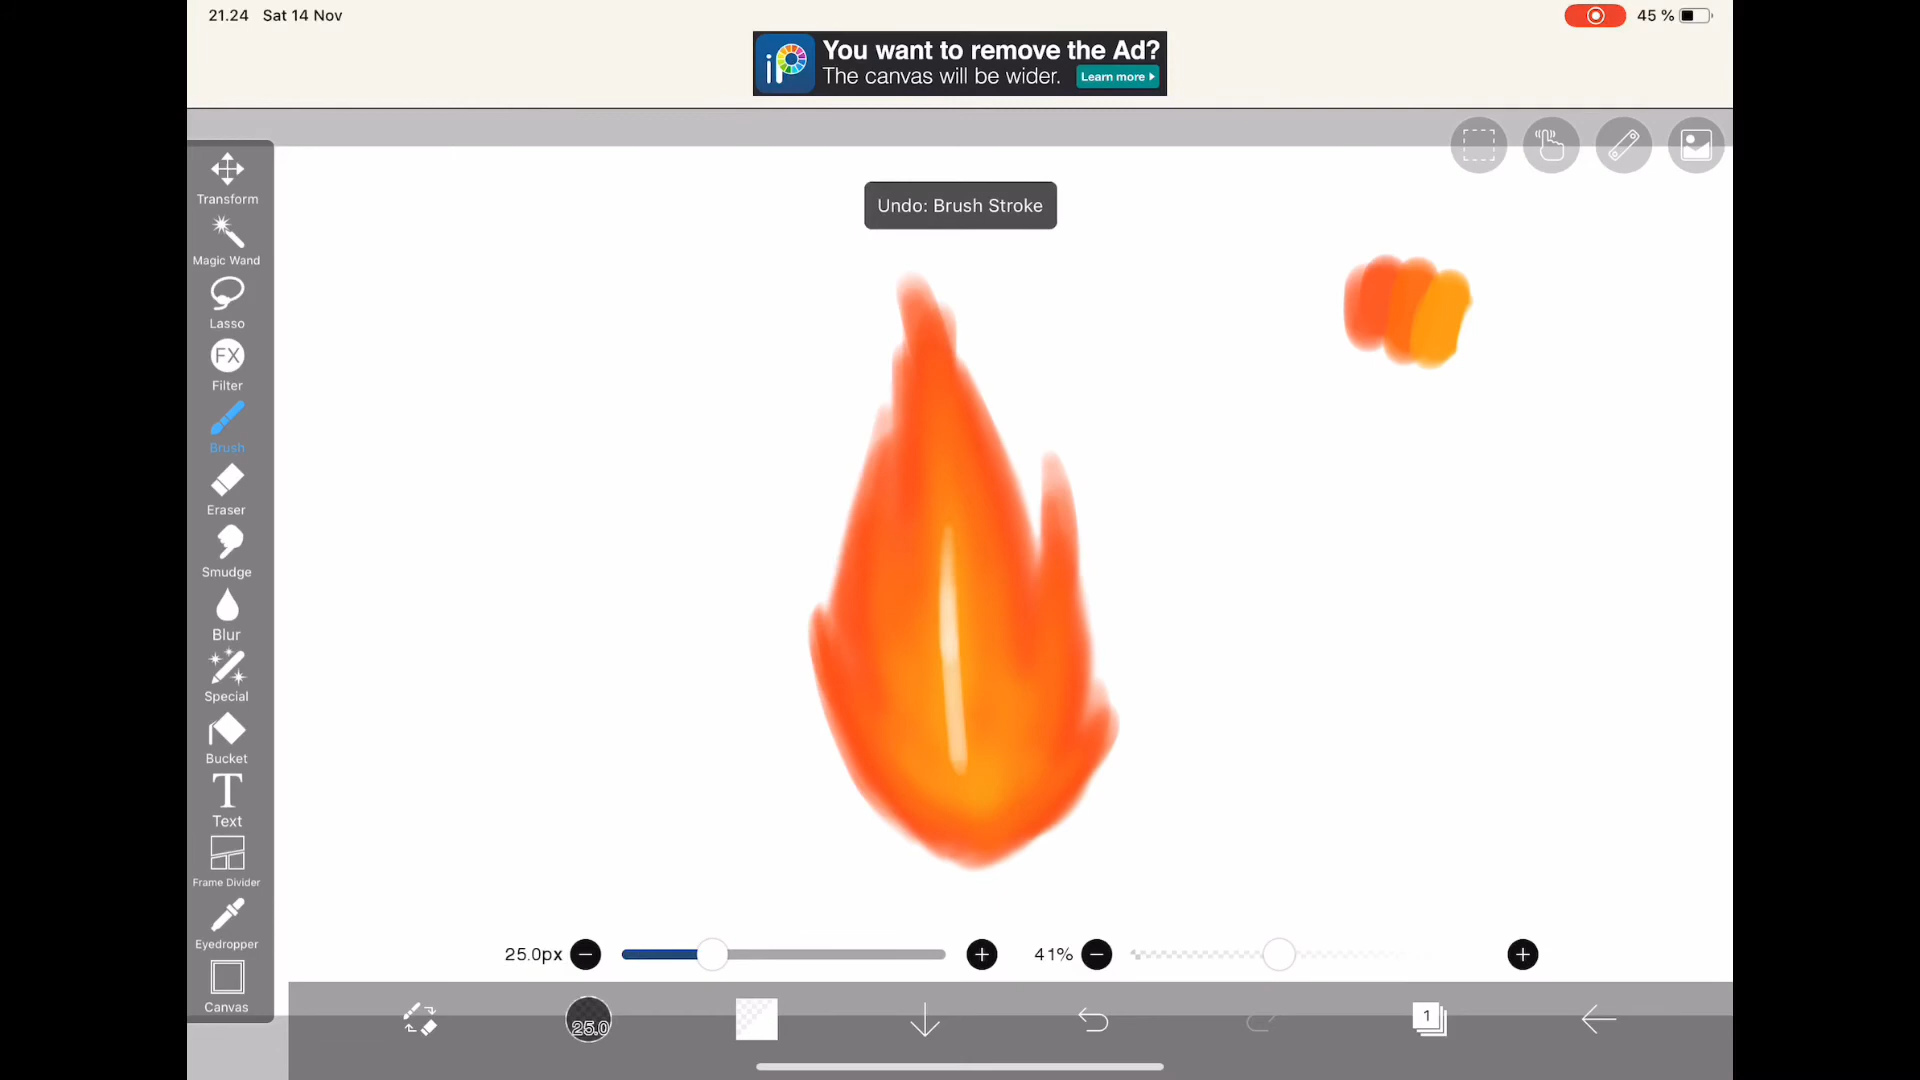 21.24 Sat 14 Nov
45 %
iP
You want to remove the Ad?
The canvas will be wider.
Learn more
Undo: Brush Stroke
Transform
Magic Wand
Lasso
FX
Filter
Brush
Eraser
Smudge
Blur
Special
Bucket
T
Text
Frame Divider
Eyedropper
Canvas
25.0px
41%
25.0
1